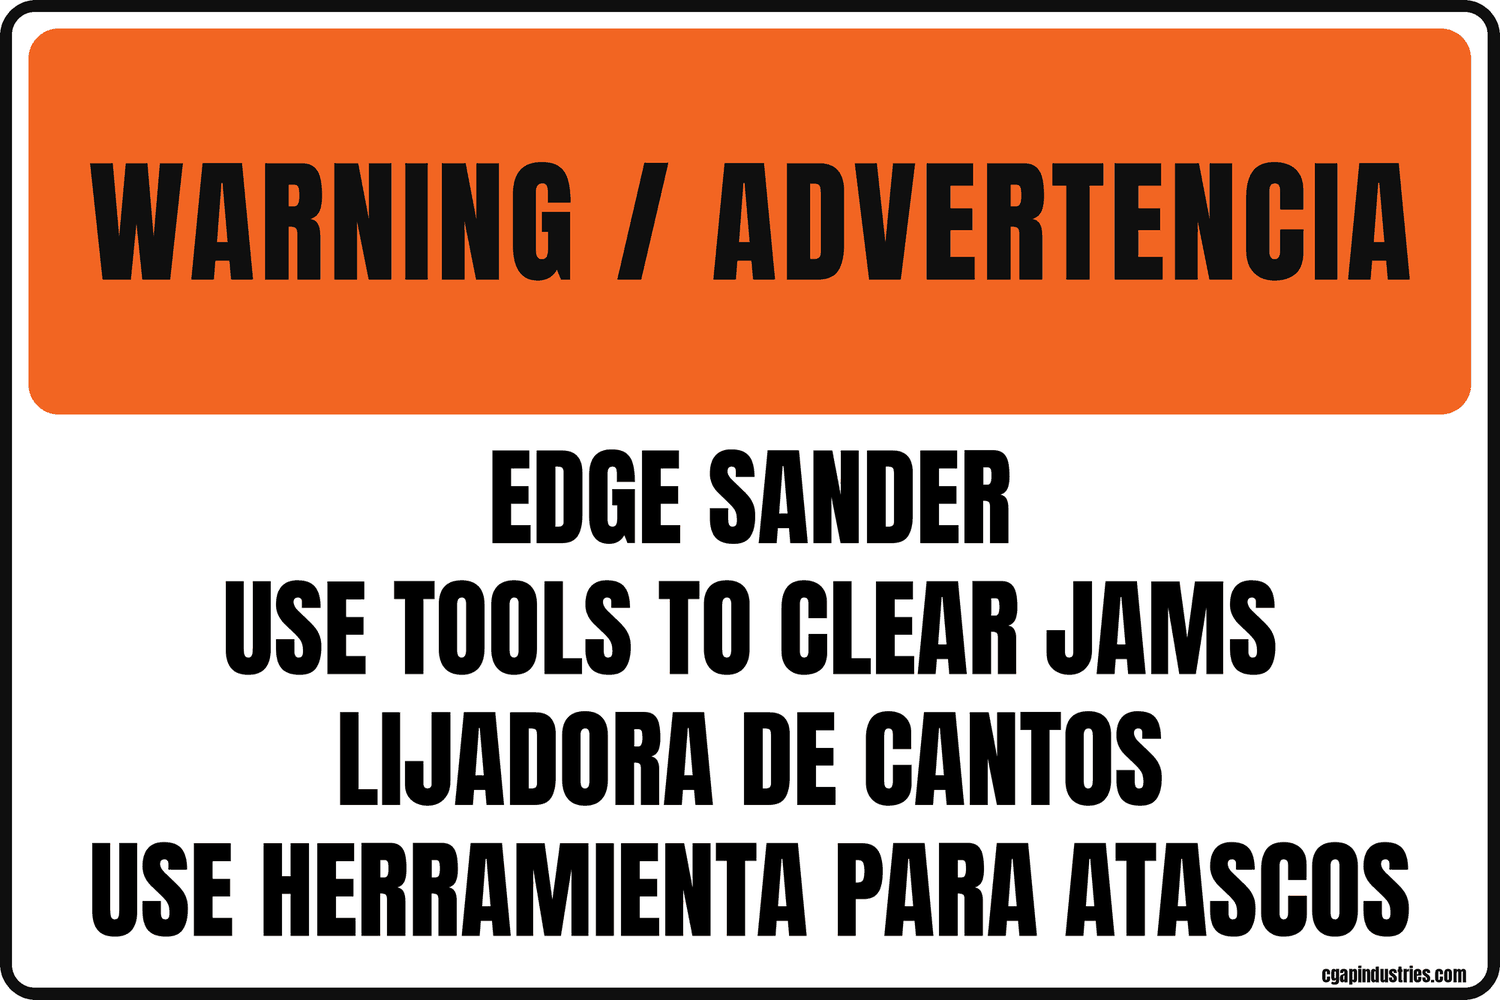 WARNING / ADVERTENCIA
EDGE SANDER
USE TOOLS TO CLEAR JAMS
LIJADORA DE CANTOS
USE HERRAMIENTA PARA ATASCOS
cgapindustries.com